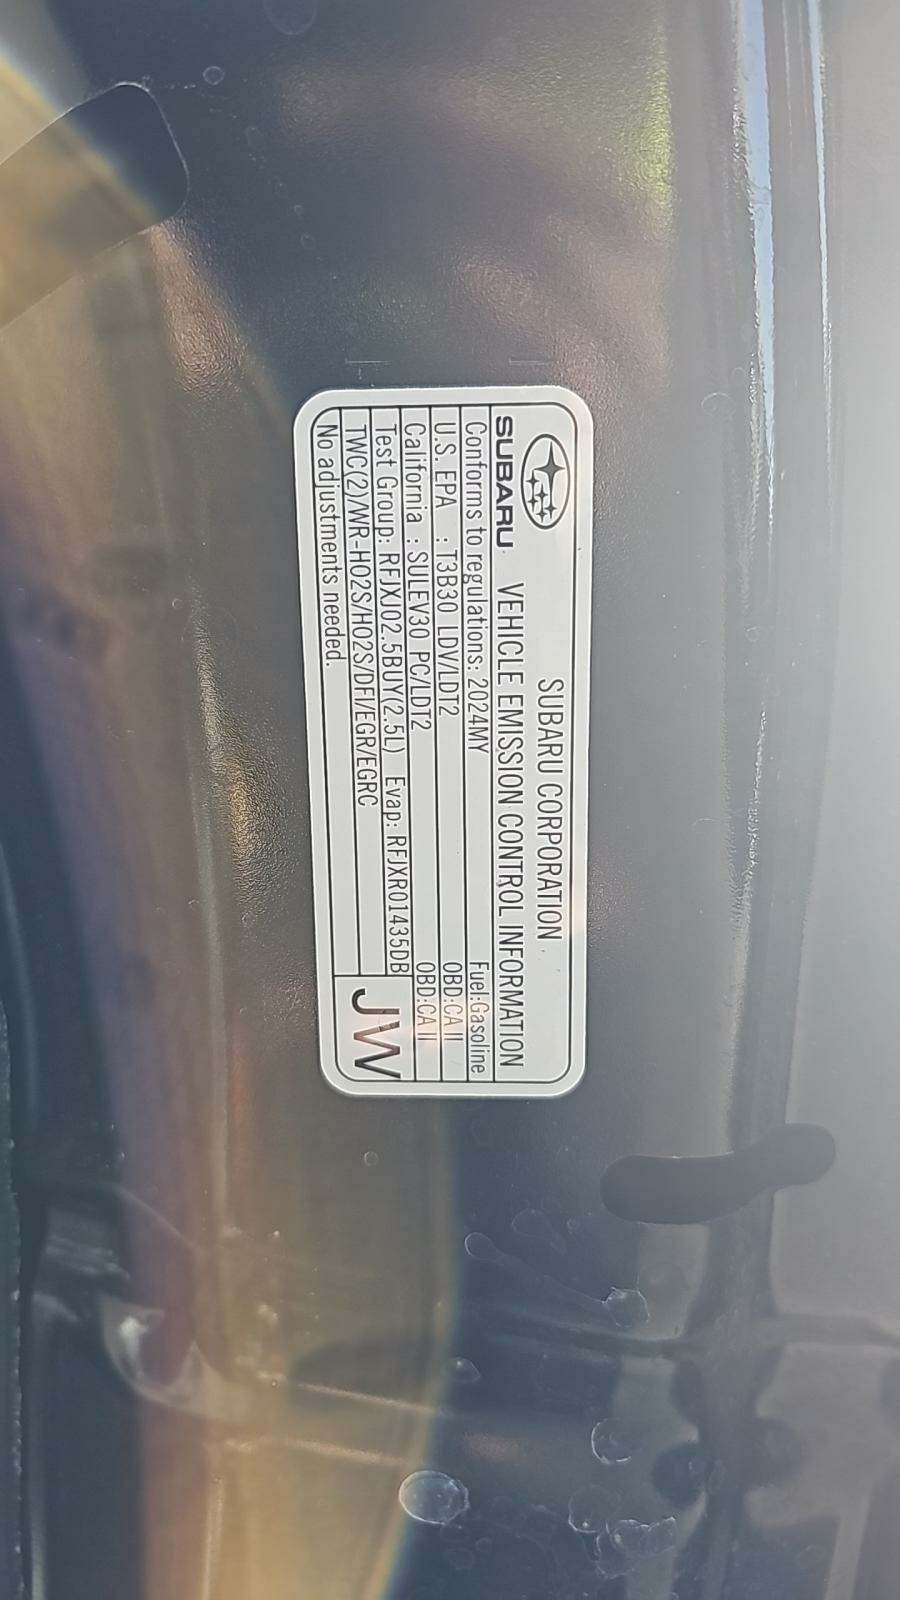 SUBARU CORPORATION
SUBARU VEHICLE EMISSION CONTROL INFORMATION
Conforms to regulations: 2024MY Fuel:Gasoline
U.S. EPA : T3B30 LDV/LDT2 OBD:CA II
California : SULEV30 PC/LDT2 OBD:CA II
Test Group: RFJXJ02.5BUY(2.5L) Evap: RFJXR01435DB
TWC(2)/WR-HO2S/HO2S/DFI/EGR/EGRC
No adjustments needed.
JW